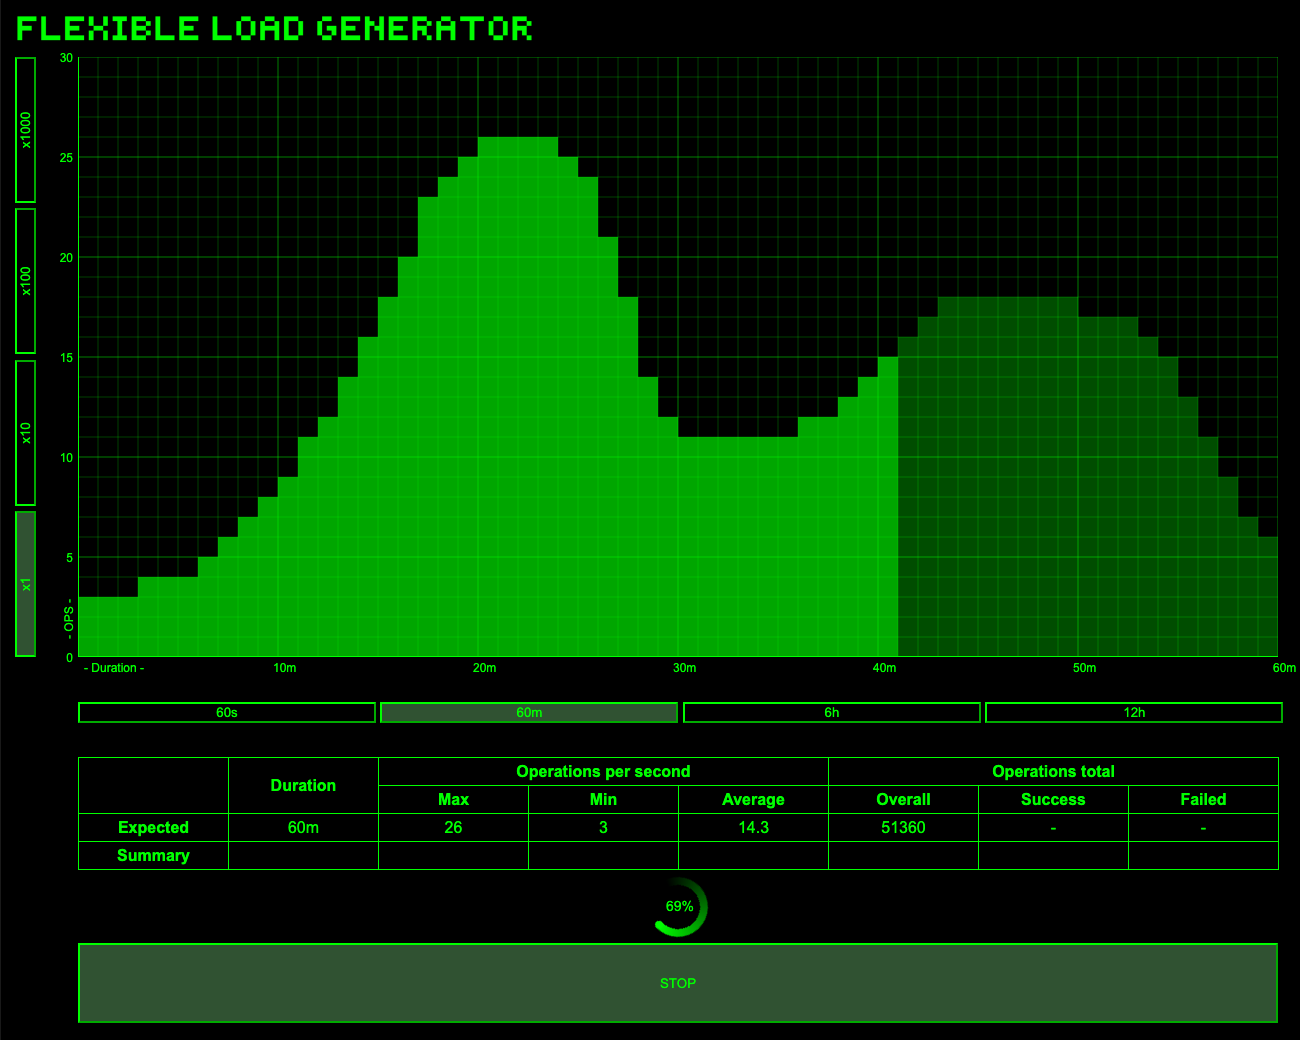 FLEXIBLE LOAD GENERATOR
x1000
x100
x10
x1
30
25
20
15
10
5
0
- OPS -
- Duration -
10m
20m
30m
40m
50m
60m
60s
60m
6h
12h
Duration
Operations per second
Operations total
Max
Min
Average
Overall
Success
Failed
Expected
60m
26
3
14.3
51360
-
-
Summary
69%
STOP